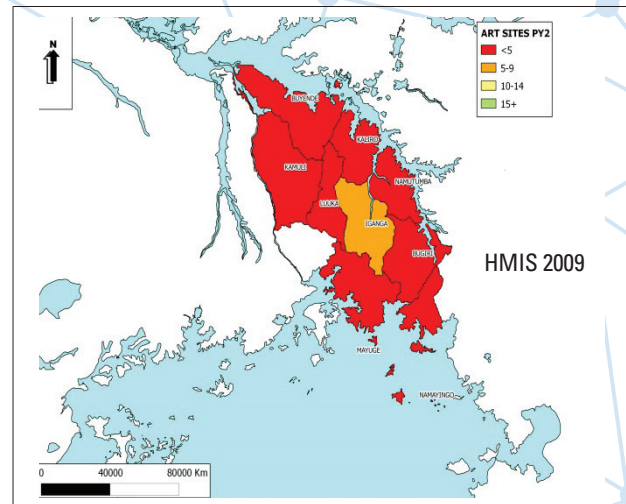 N
ART SITES PY2
<5
5-9
10-14
15+
BUYENDE
KALIRO
KAMULI
NAMUTUMBA
LUUKA
IGANGA
BUGIRI
HMIS 2009
MAYUGE
NAMAYINGO
0 40000 80000 Km